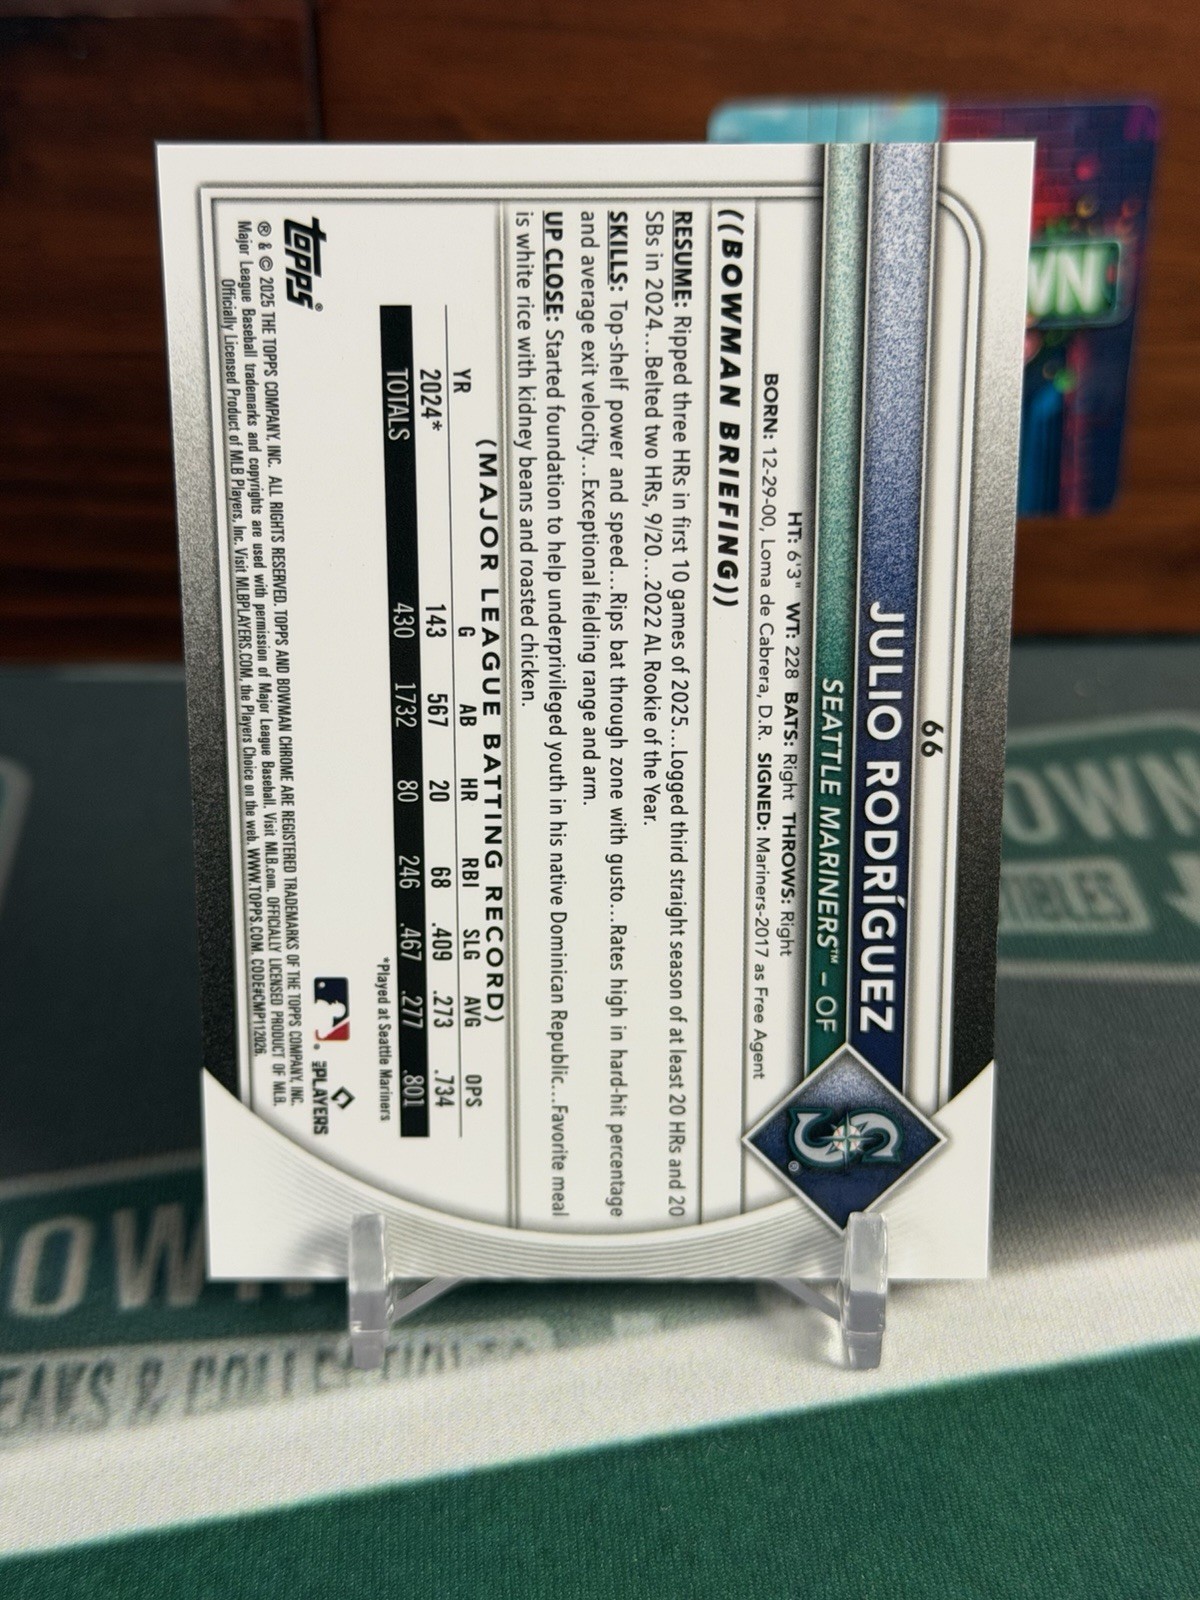 66
JULIO RODRÍGUEZ
SEATTLE MARINERS™ – OF
HT: 6'3" WT: 228 BATS: Right THROWS: Right
BORN: 12-29-00, Loma de Cabrera, D.R. SIGNED: Mariners-2017 as Free Agent
((BOWMAN BRIEFING))
RESUME: Ripped three HRs in first 10 games of 2025...Logged third straight season of at least 20 HRs and 20
SBs in 2024...Belted two HRs, 9/20...2022 AL Rookie of the Year.
SKILLS: Top-shelf power and speed...Rips bat through zone with gusto...Rates high in hard-hit percentage
and average exit velocity...Exceptional fielding range and arm.
UP CLOSE: Started foundation to help underprivileged youth in his native Dominican Republic...Favorite meal
is white rice with kidney beans and roasted chicken.
(MAJOR LEAGUE BATTING RECORD)
YR G AB HR RBI SLG AVG OPS
2024* 143 567 20 68 .409 .273 .734
TOTALS 430 1732 80 246 .467 .277 .801
*Played at Seattle Mariners
topps®
MLB PLAYERS
® & © 2025 THE TOPPS COMPANY, INC. ALL RIGHTS RESERVED. TOPPS AND BOWMAN CHROME ARE REGISTERED TRADEMARKS OF THE TOPPS COMPANY, INC.
Major League Baseball trademarks and copyrights are used with permission of Major League Baseball. Visit MLB.com. OFFICIALLY LICENSED PRODUCT OF MLB.
Officially Licensed Product of MLB Players, Inc. Visit MLBPLAYERS.COM, the Players Choice on the web. WWW.TOPPS.COM. CODE#CMP112026.
S®
WN
OWN
TIBLES
OWN
EAKS & COLLECTI